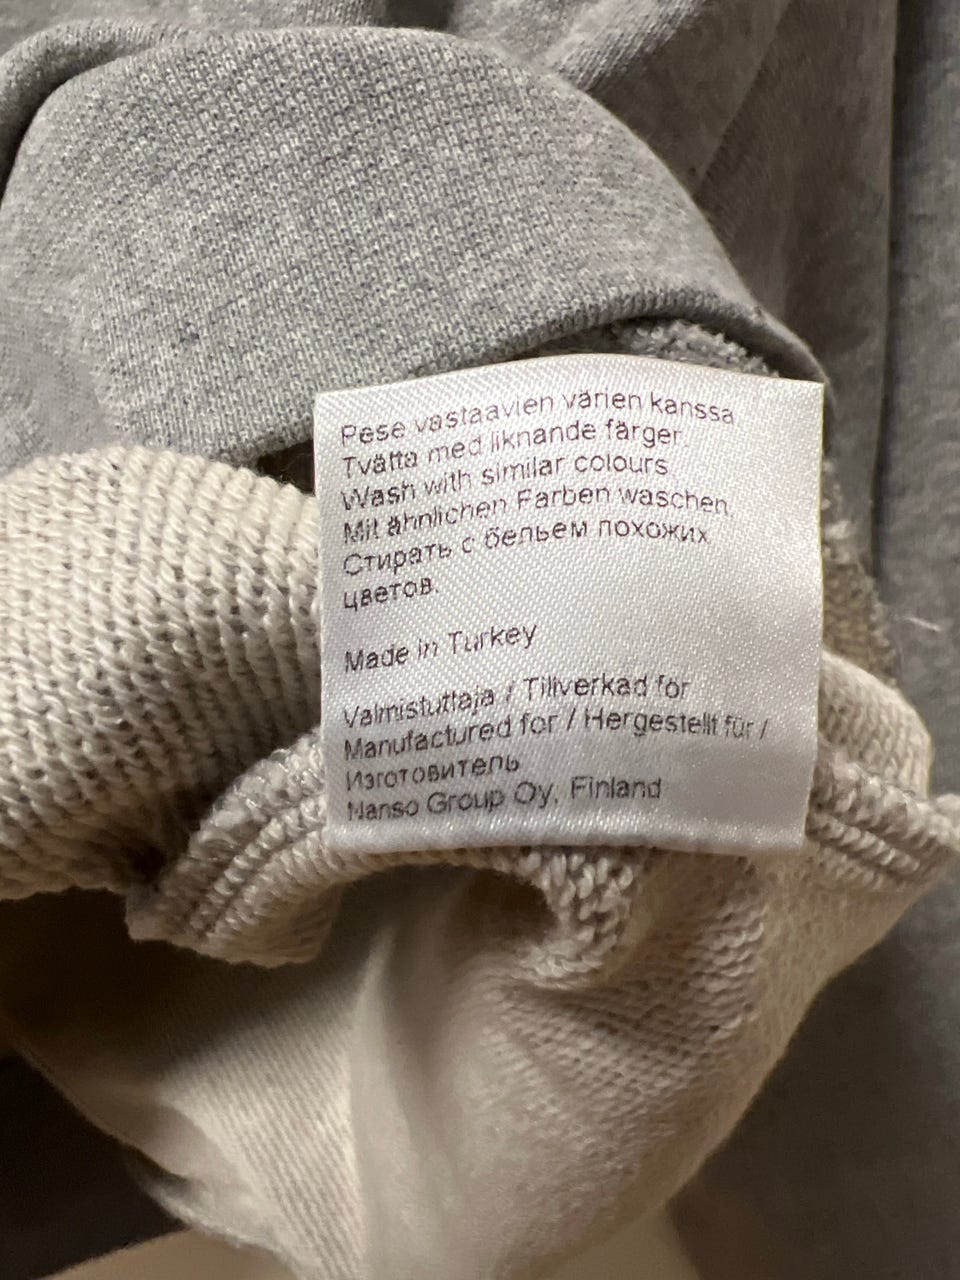 Pese vastaavien värien kanssa.
Tvätta med liknande färger.
Wash with similar colours.
Mit ähnlichen Farben waschen.
Стирать с бельем похожих
цветов.
Made in Turkey
Valmistuttaja / Tillverkad för
Manufactured for / Hergestellt für /
Изготовитель
Nanso Group Oy, Finland